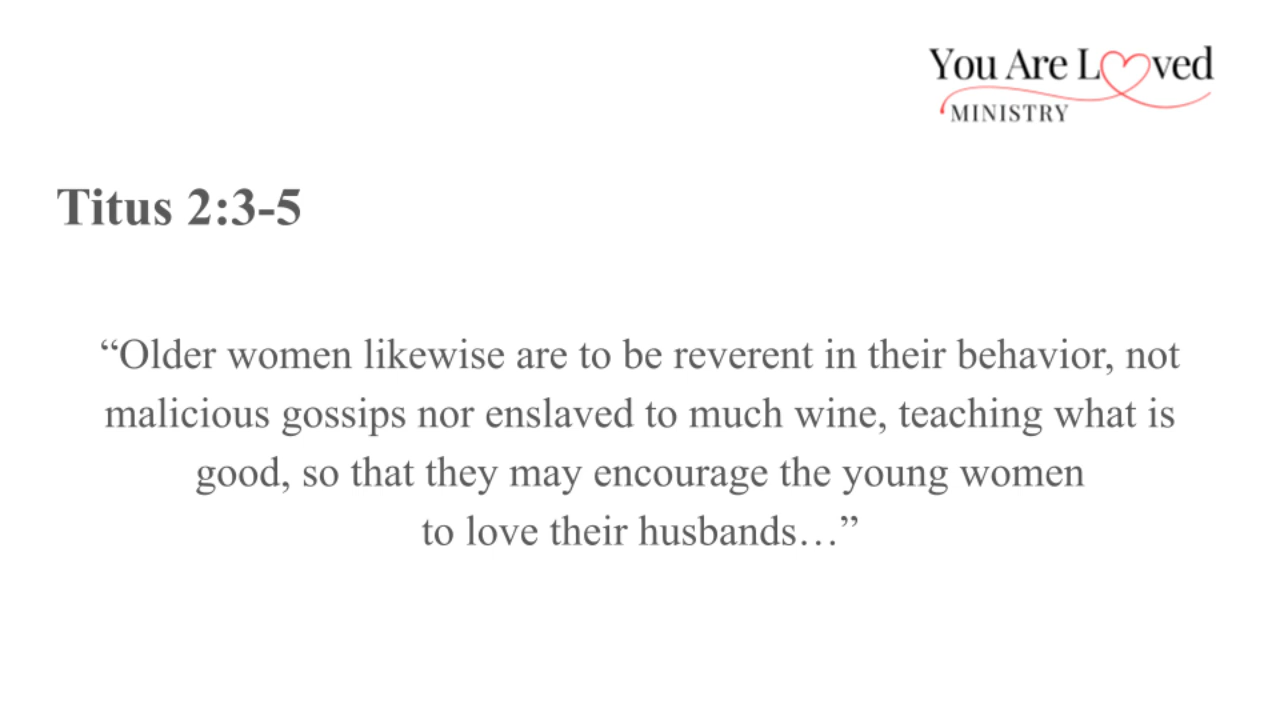 You Are Loved
MINISTRY
Titus 2:3-5
“Older women likewise are to be reverent in their behavior, not
malicious gossips nor enslaved to much wine, teaching what is
good, so that they may encourage the young women
to love their husbands…”